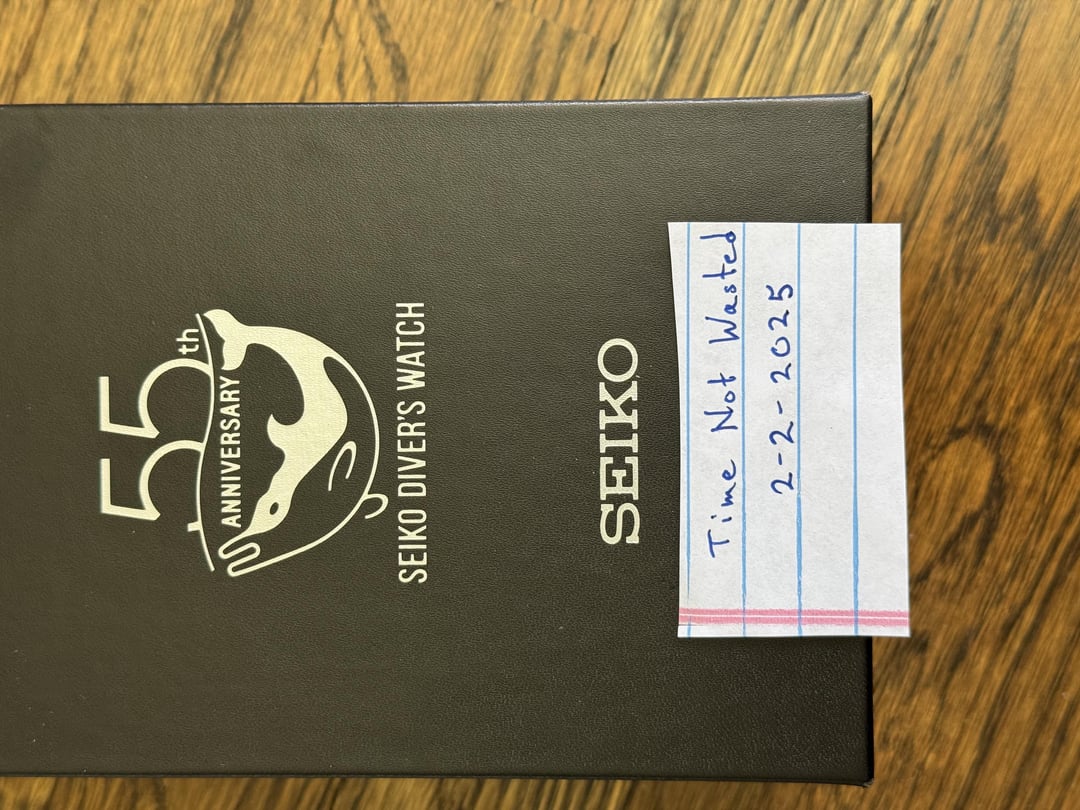 55th
ANNIVERSARY
SEIKO DIVER'S WATCH
SEIKO
Time Not Wasted
2-2-2025